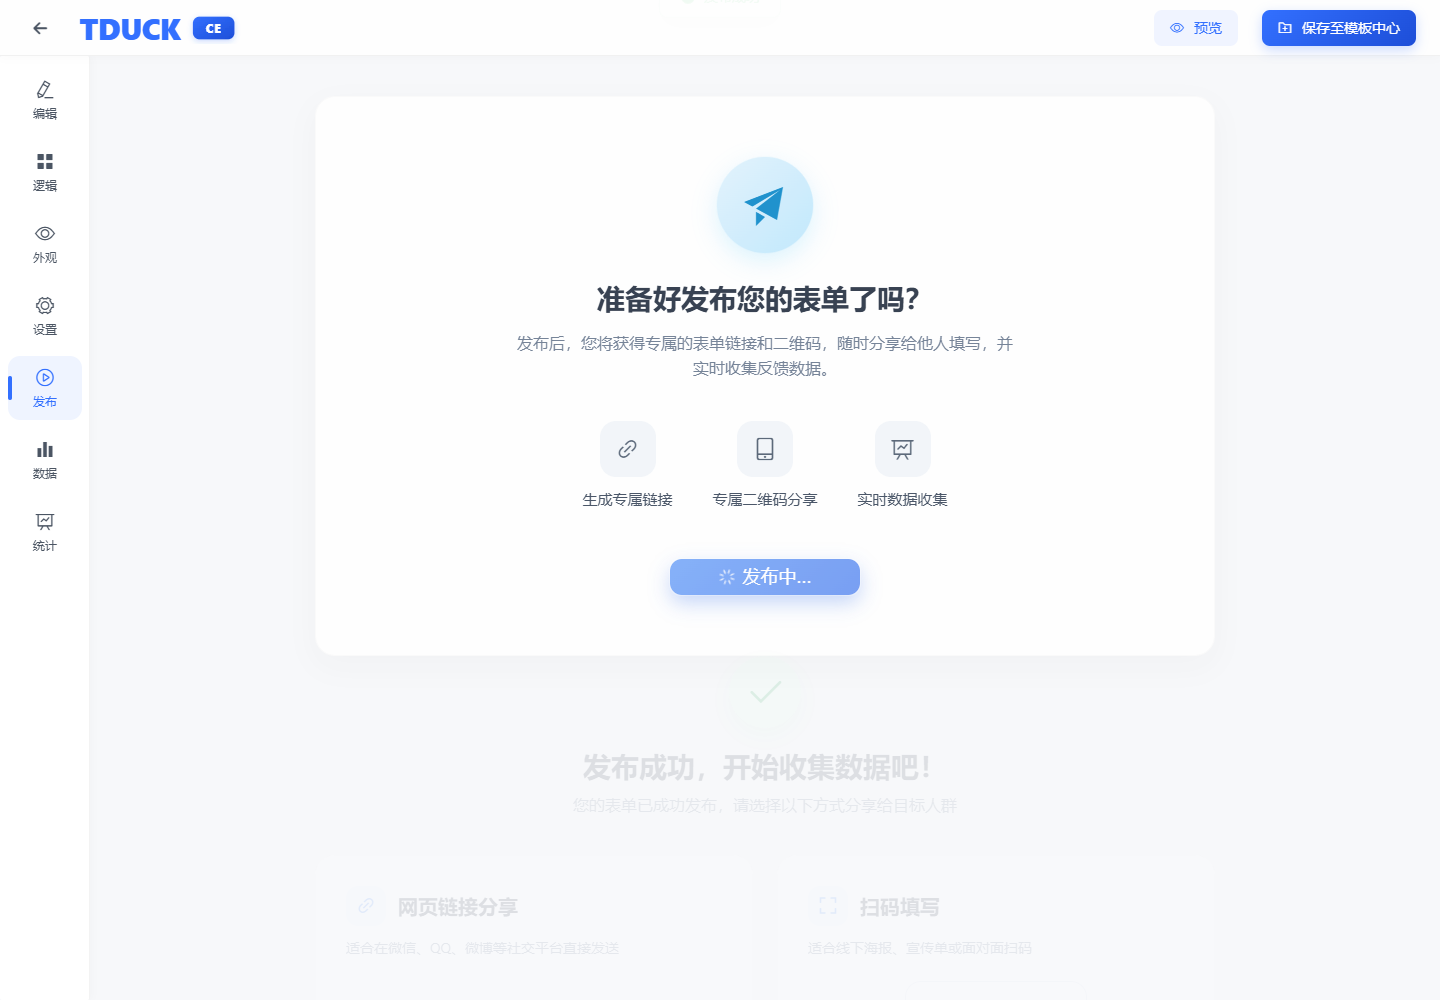 TDUCK CE
预览
保存至模板中心
编辑
逻辑
外观
设置
发布
数据
统计
准备好发布您的表单了吗？
发布后，您将获得专属的表单链接和二维码，随时分享给他人填写，并
实时收集反馈数据。
生成专属链接
专属二维码分享
实时数据收集
发布中...
发布成功，开始收集数据吧！
您的表单已成功发布，请选择以下方式分享给目标人群
网页链接分享
适合在微信、QQ、微博等社交平台直接发送
扫码填写
适合线下海报、宣传单或面对面扫码